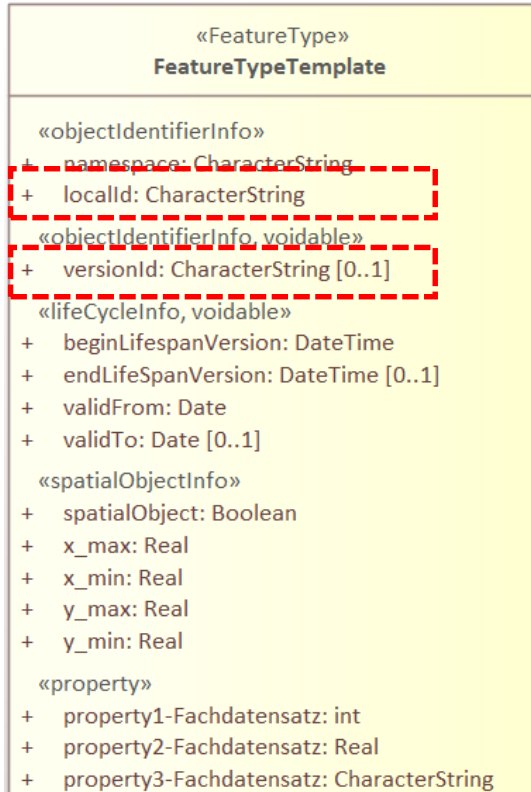 «FeatureType»
FeatureTypeTemplate
«objectIdentifierInfo»
+ namespace: CharacterString
+ localId: CharacterString
«objectIdentifierInfo, voidable»
+ versionId: CharacterString [0..1]
«lifeCycleInfo, voidable»
+ beginLifespanVersion: DateTime
+ endLifeSpanVersion: DateTime [0..1]
+ validFrom: Date
+ validTo: Date [0..1]
«spatialObjectInfo»
+ spatialObject: Boolean
+ x_max: Real
+ x_min: Real
+ y_max: Real
+ y_min: Real
«property»
+ property1-Fachdatensatz: int
+ property2-Fachdatensatz: Real
+ property3-Fachdatensatz: CharacterString